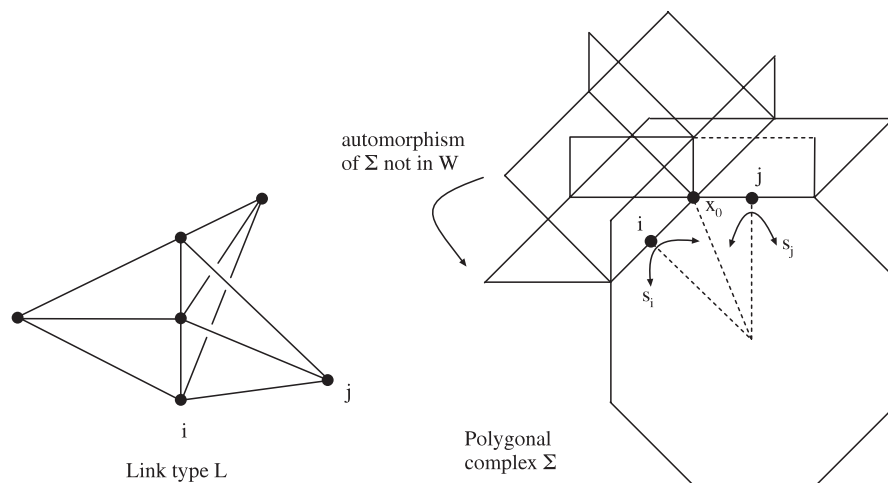 automorphism
of Σ not in W
j
x₀
i
sⱼ
sᵢ
j
i
Polygonal
complex Σ
Link type L